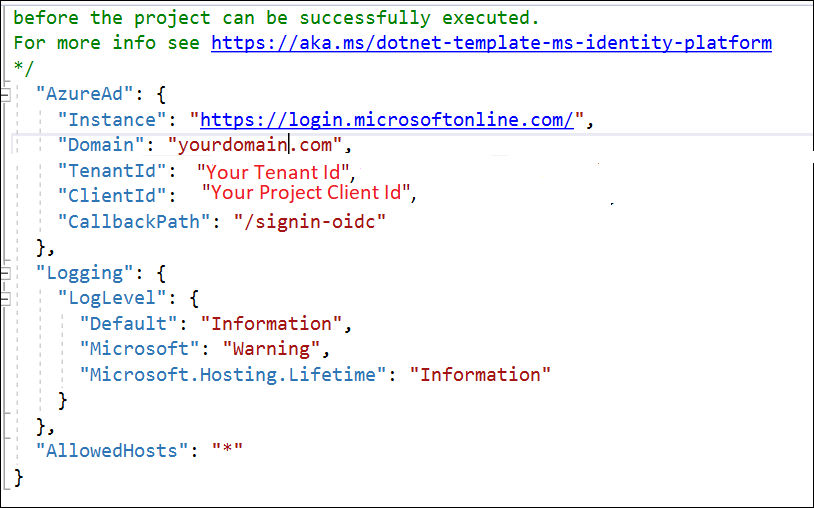 before the project can be successfully executed.
For more info see https://aka.ms/dotnet-template-ms-identity-platform
*/
"AzureAd": {
"Instance": "https://login.microsoftonline.com/",
"Domain": "yourdomain.com",
"TenantId": "Your Tenant Id",
"ClientId": "Your Project Client Id",
"CallbackPath": "/signin-oidc"
},
"Logging": {
"LogLevel": {
"Default": "Information",
"Microsoft": "Warning",
"Microsoft.Hosting.Lifetime": "Information"
}
},
"AllowedHosts": "*"
}